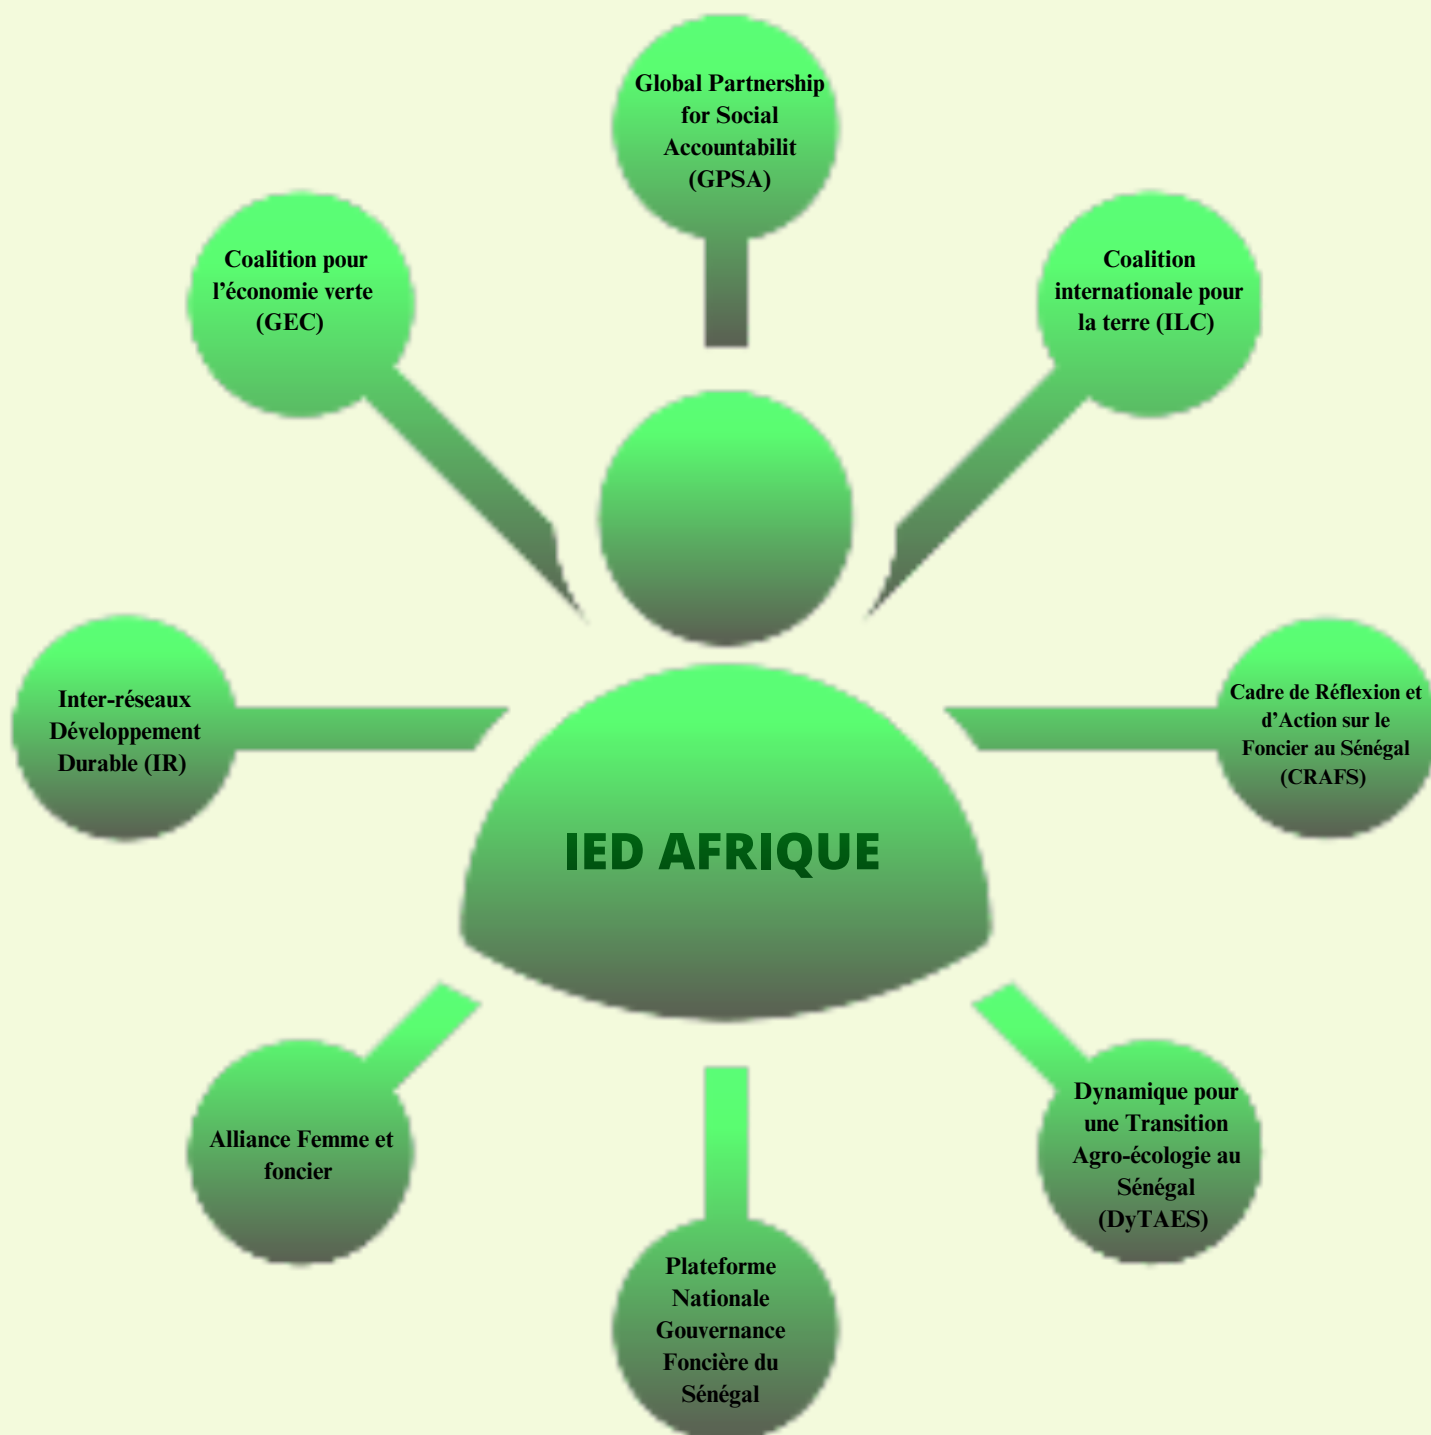 Global Partnership
for Social
Accountabilit
(GPSA)
Coalition pour
l’économie verte
(GEC)
Coalition
internationale pour
la terre (ILC)
Inter-réseaux
Développement
Durable (IR)
Cadre de Réflexion et
d’Action sur le
Foncier au Sénégal
(CRAFS)
IED AFRIQUE
Alliance Femme et
foncier
Dynamique pour
une Transition
Agro-écologie au
Sénégal
(DyTAES)
Plateforme
Nationale
Gouvernance
Foncière du
Sénégal